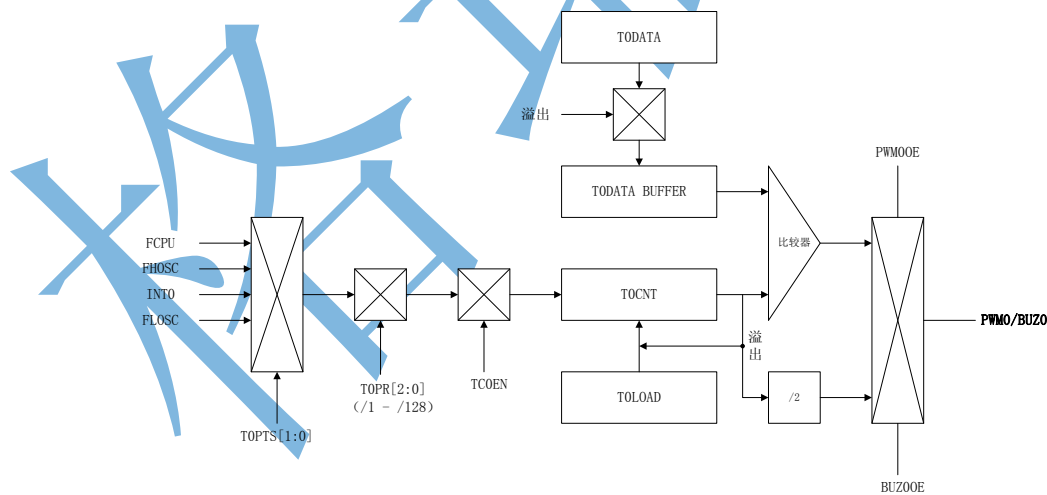 T0DATA
溢出
PWM0OE
T0DATA BUFFER
比较器
FCPU
FHOSC
INT0
FLOSC
T0CNT
PWM0/BUZ0
溢
出
T0PR[2:0]
(/1 - /128)
TC0EN
T0LOAD
/2
T0PTS[1:0]
BUZ0OE